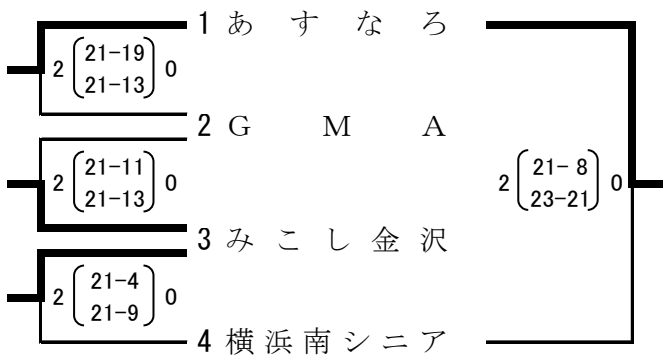 1 あすなろ
2 (21-19 21-13) 0
2 GMA
2 (21-11 21-13) 0
2 (21- 8 23-21) 0
3 みこし金沢
2 (21-4 21-9) 0
4 横浜南シニア